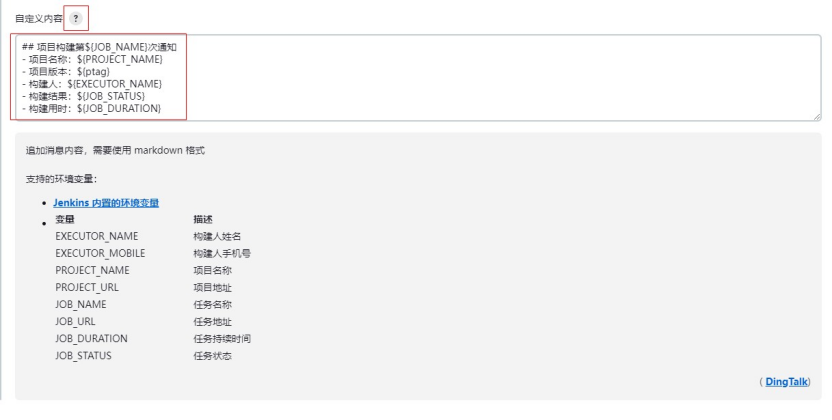 自定义内容 ?
## 项目构建第${JOB_NAME}次通知
- 项目名称：${PROJECT_NAME}
- 项目版本：${ptag}
- 构建人：${EXECUTOR_NAME}
- 构建结果：${JOB_STATUS}
- 构建用时：${JOB_DURATION}
追加消息内容，需要使用 markdown 格式
支持的环境变量：
• Jenkins 内置的环境变量
• 变量 描述
EXECUTOR_NAME 构建人姓名
EXECUTOR_MOBILE 构建人手机号
PROJECT_NAME 项目名称
PROJECT_URL 项目地址
JOB_NAME 任务名称
JOB_URL 任务地址
JOB_DURATION 任务持续时间
JOB_STATUS 任务状态
( DingTalk)